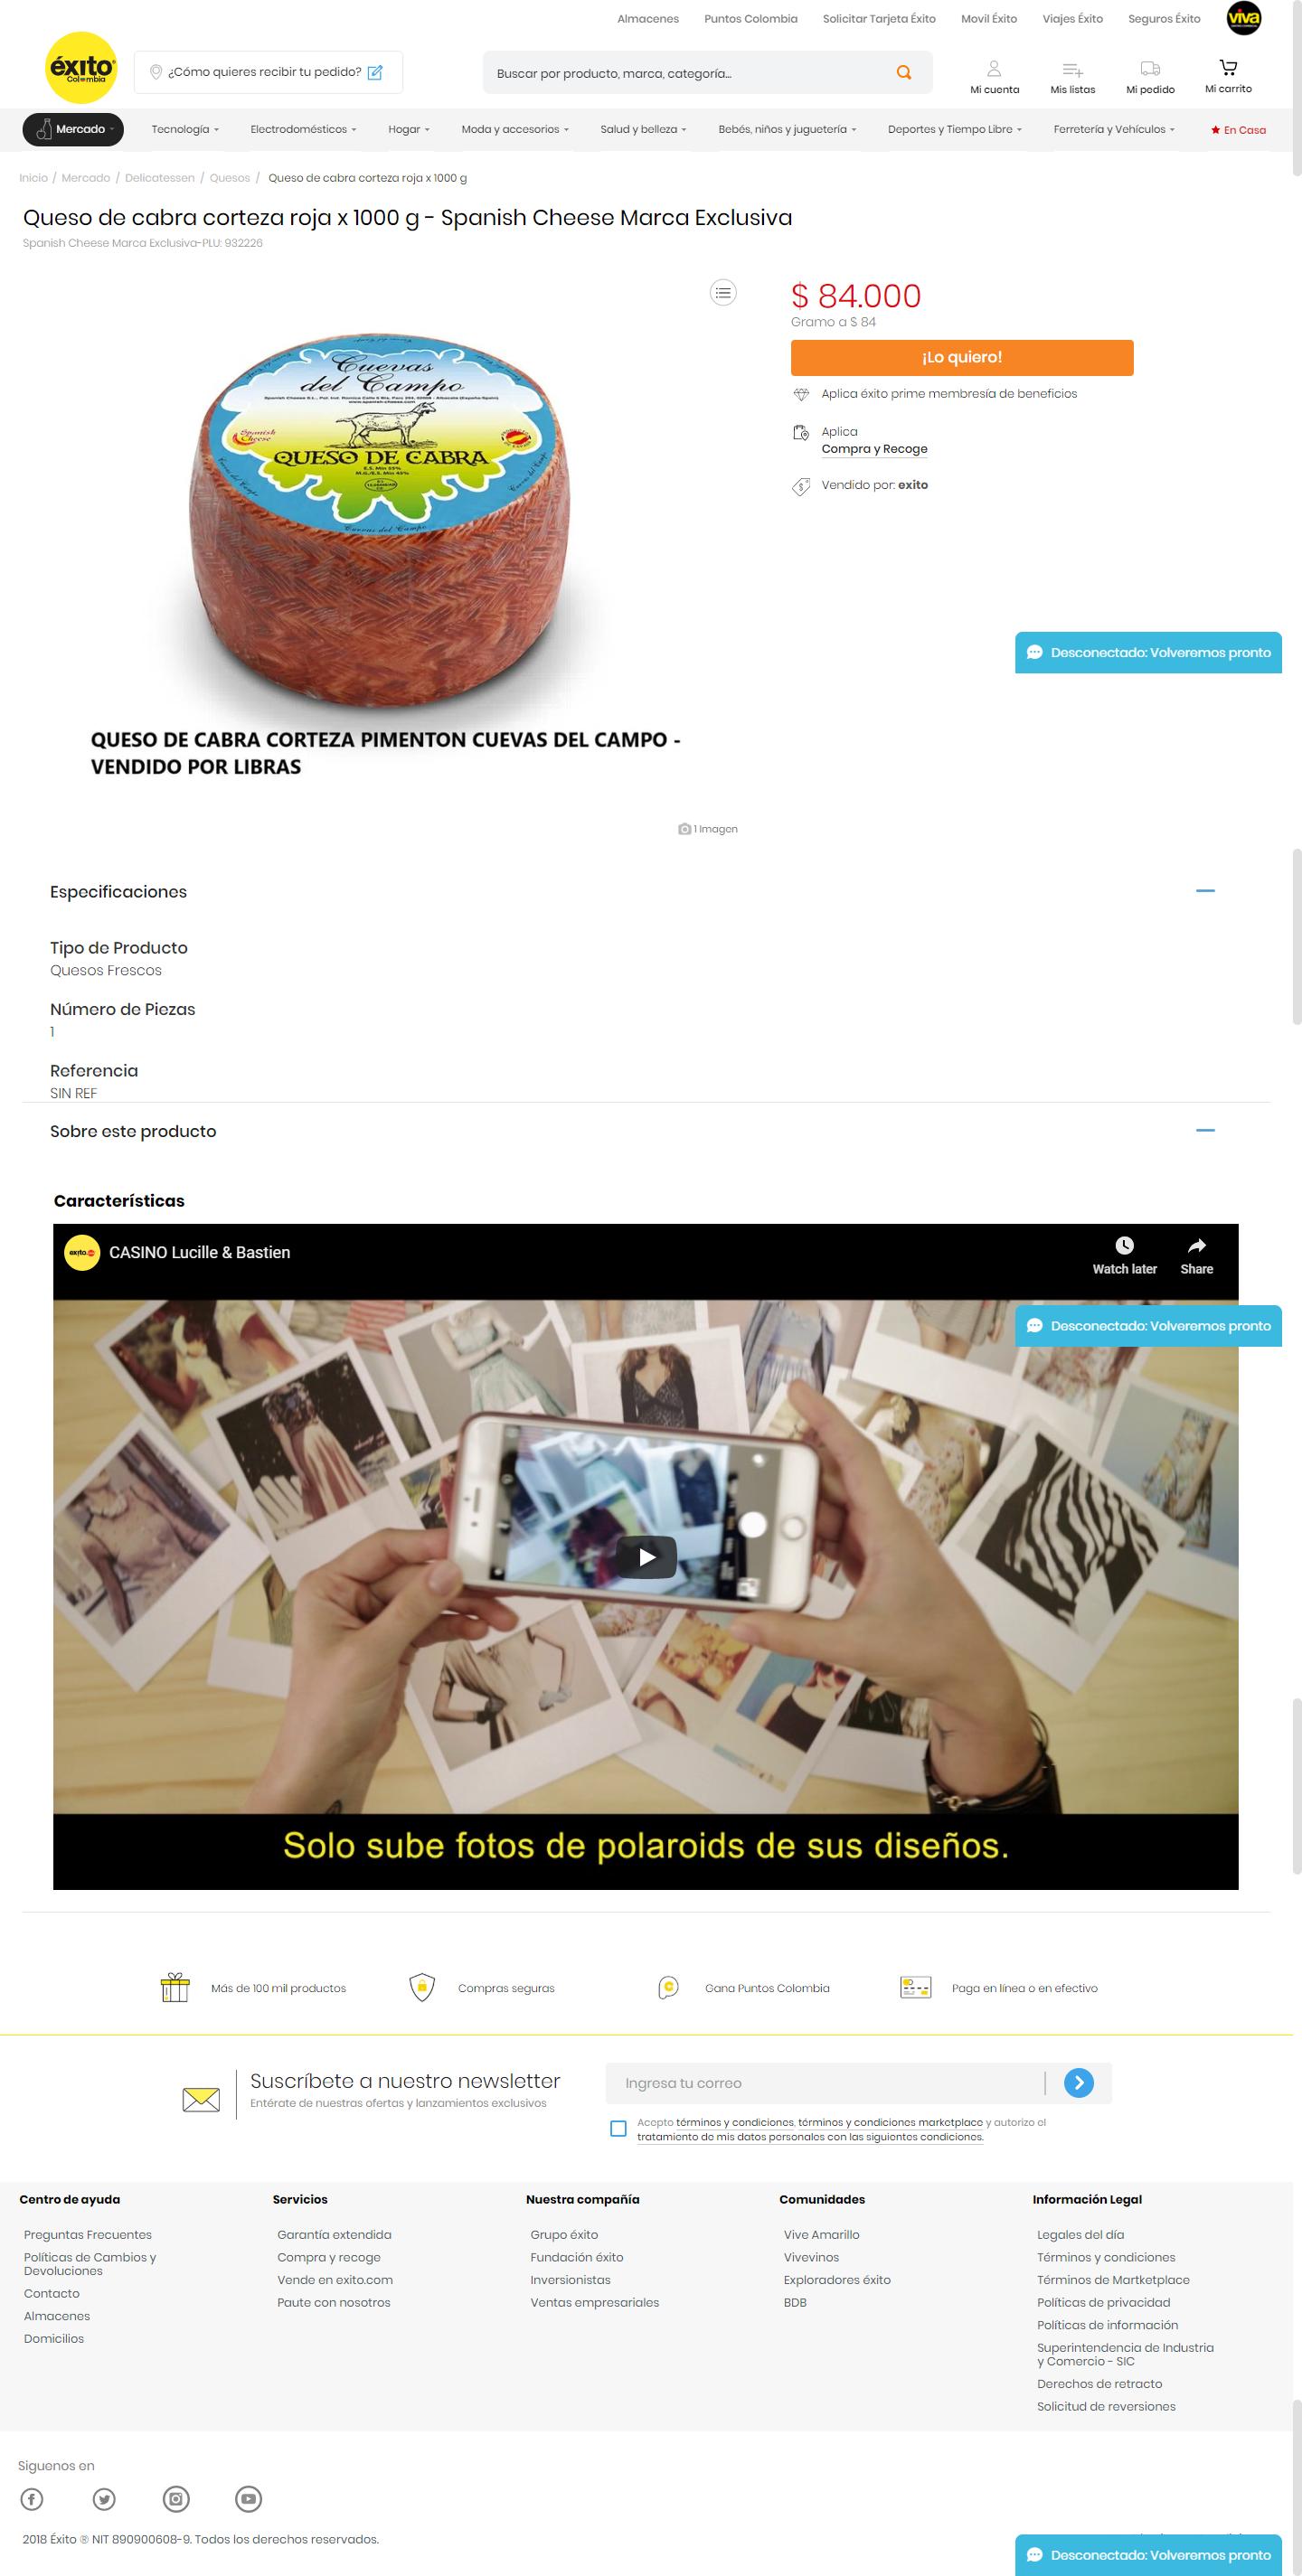 Almacenes Puntos Colombia Solicitar Tarjeta Éxito Movil Éxito Viajes Éxito Seguros Éxito viva
éxito
Colombia
¿Cómo quieres recibir tu pedido?
Buscar por producto, marca, categoría...
Mi cuenta Mis listas Mi pedido Mi carrito
Mercado Tecnología Electrodomésticos Hogar Moda y accesorios Salud y belleza Bebés, niños y juguetería Deportes y Tiempo Libre Ferretería y Vehículos En Casa
Inicio / Mercado / Delicatessen / Quesos / Queso de cabra corteza roja x 1000 g
Queso de cabra corteza roja x 1000 g - Spanish Cheese Marca Exclusiva
Spanish Cheese Marca Exclusiva-PLU: 932226
Cuevas
del Campo
www.spanish-cheese.com
Spanish
Cheese
QUESO DE CABRA
Cuevas del Campo
QUESO DE CABRA CORTEZA PIMENTON CUEVAS DEL CAMPO -
VENDIDO POR LIBRAS
1 Imagen
$ 84.000
Gramo a $ 84
¡Lo quiero!
Aplica éxito prime membresía de beneficios
Aplica
Compra y Recoge
Vendido por: exito
Desconectado: Volveremos pronto
Especificaciones
Tipo de Producto
Quesos Frescos
Número de Piezas
1
Referencia
SIN REF
Sobre este producto
Características
exito.com
CASINO Lucille & Bastien
Watch later Share
Desconectado: Volveremos pronto
Solo sube fotos de polaroids de sus diseños.
Más de 100 mil productos Compras seguras Gana Puntos Colombia Paga en línea o en efectivo
Suscríbete a nuestro newsletter
Entérate de nuestras ofertas y lanzamientos exclusivos
Ingresa tu correo
Acepto términos y condiciones, términos y condiciones marketplace y autorizo el
tratamiento de mis datos personales con las siguientes condiciones.
Centro de ayuda
Preguntas Frecuentes
Políticas de Cambios y
Devoluciones
Contacto
Almacenes
Domicilios
Servicios
Garantía extendida
Compra y recoge
Vende en exito.com
Paute con nosotros
Nuestra compañía
Grupo éxito
Fundación éxito
Inversionistas
Ventas empresariales
Comunidades
Vive Amarillo
Vivevinos
Exploradores éxito
BDB
Información Legal
Legales del día
Términos y condiciones
Términos de Martketplace
Políticas de privacidad
Políticas de información
Superintendencia de Industria
y Comercio - SIC
Derechos de retracto
Solicitud de reversiones
Siguenos en
2018 Éxito ® NIT 890900608-9. Todos los derechos reservados.
Desconectado: Volveremos pronto